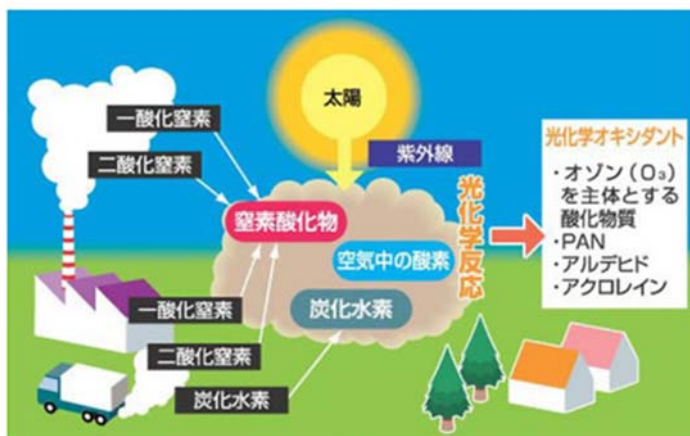 太陽
一酸化窒素
二酸化窒素
紫外線
窒素酸化物
空気中の酸素
炭化水素
光化学反応
一酸化窒素
二酸化窒素
炭化水素
光化学オキシダント
・オゾン（O₃）
を主体とする
酸化物質
・PAN
・アルデヒド
・アクロレイン